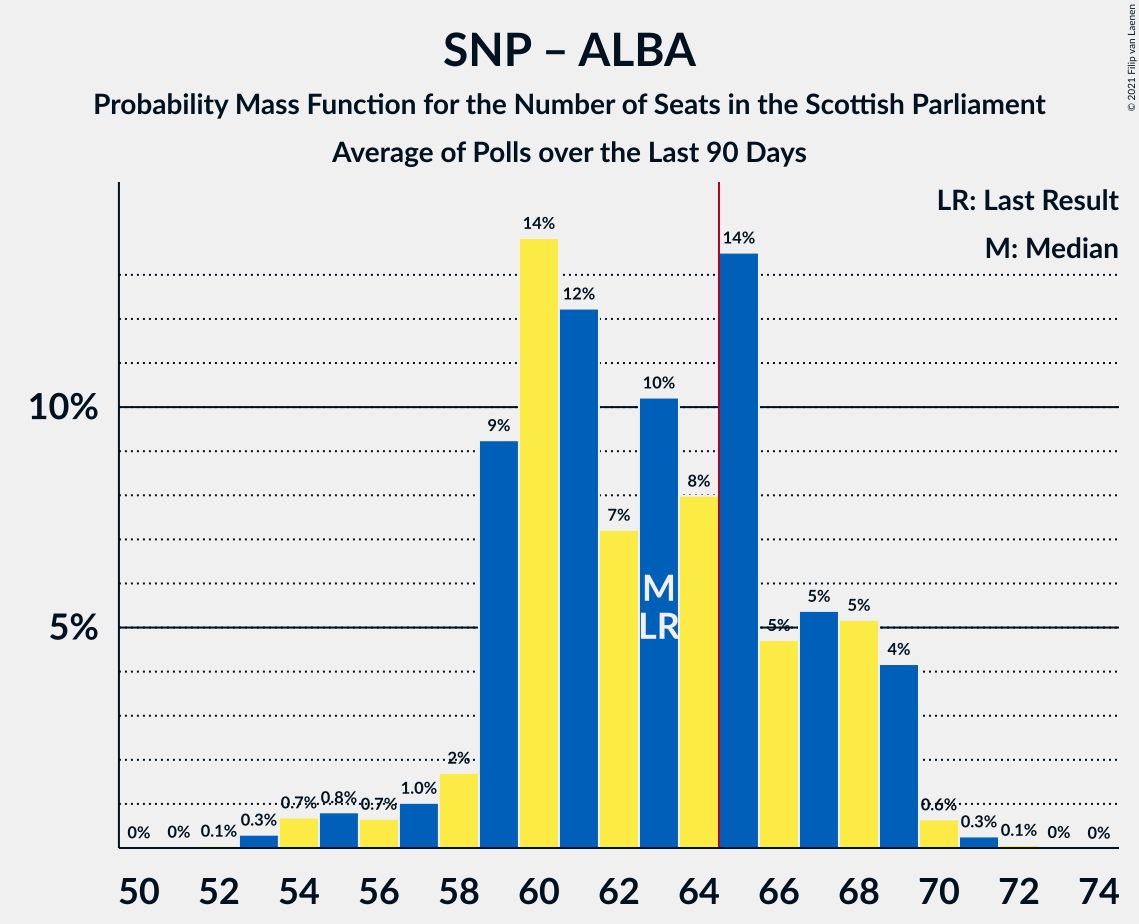 SNP – ALBA
Probability Mass Function for the Number of Seats in the Scottish Parliament
Average of Polls over the Last 90 Days
© 2021 Filip van Laenen
LR: Last Result
M: Median
10%
5%
0% 0% 0.1% 0.3% 0.7% 0.8% 0.7% 1.0% 2% 9% 14% 12% 7% 10% 8% 14% 5% 5% 5% 4% 0.6% 0.3% 0.1% 0% 0%
M
LR
50 52 54 56 58 60 62 64 66 68 70 72 74